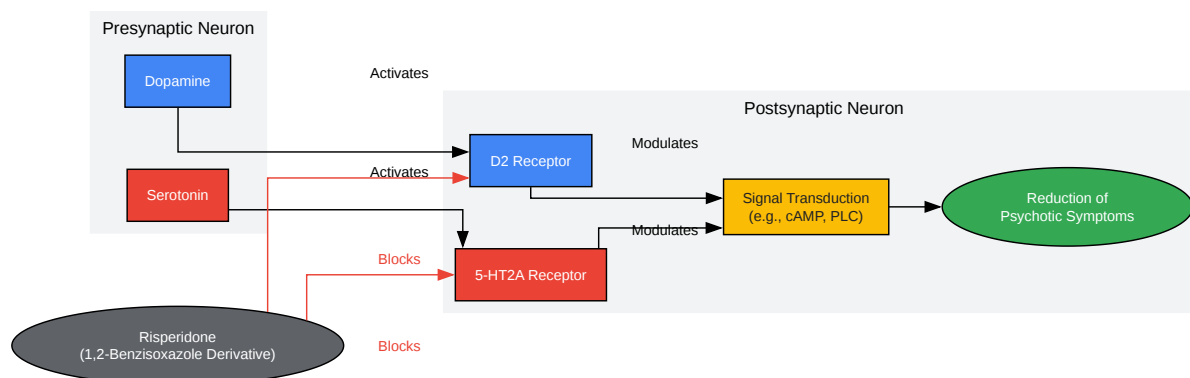 Presynaptic Neuron
Dopamine
Activates
Postsynaptic Neuron
D2 Receptor
Modulates
Activates
Serotonin
Signal Transduction
(e.g., cAMP, PLC)
Reduction of
Psychotic Symptoms
Modulates
Blocks
5-HT2A Receptor
Risperidone
(1,2-Benzisoxazole Derivative)
Blocks